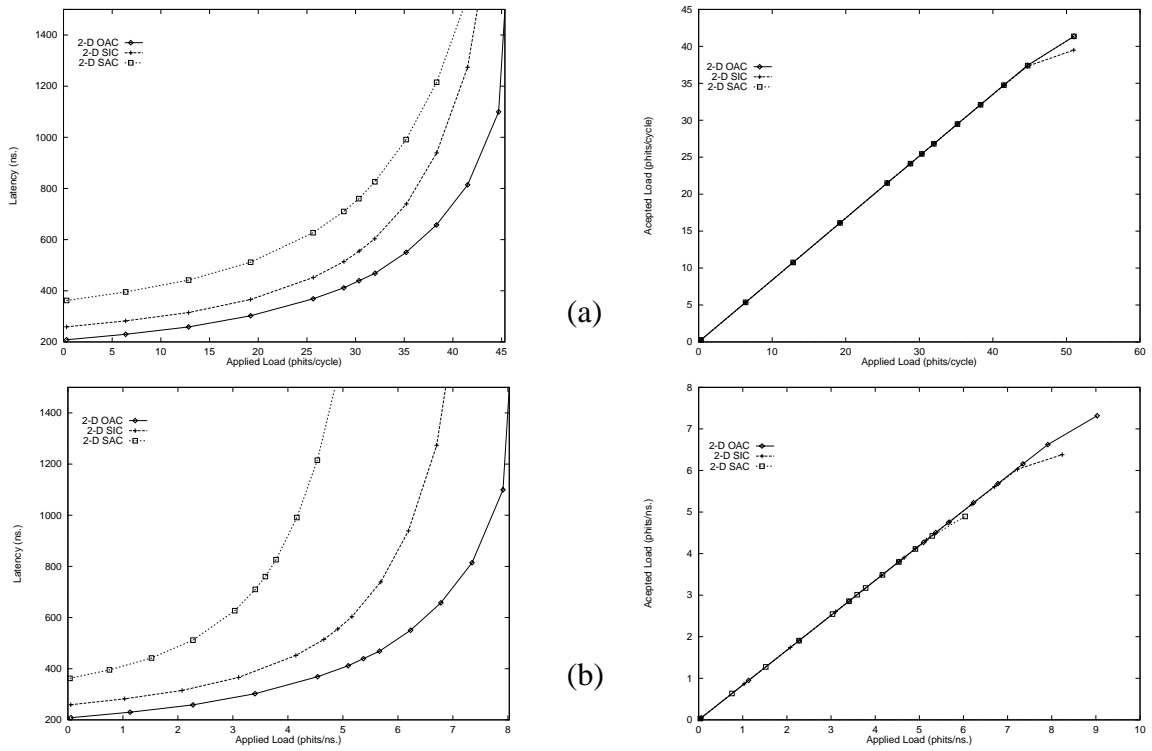 1400
1200
1000
800
600
400
200
Latency (ns.)
2-D OAC
2-D SIC
2-D SAC
0 5 10 15 20 25 30 35 40 45
Applied Load (phits/cycle)
(a)
45
40
35
30
25
20
15
10
5
0
Acepted Load (phits/cycle)
2-D OAC
2-D SIC
2-D SAC
0 10 20 30 40 50 60
Applied Load (phits/cycle)
1400
1200
1000
800
600
400
200
Latency (ns.)
2-D OAC
2-D SIC
2-D SAC
0 1 2 3 4 5 6 7 8
Applied Load (phits/ns.)
(b)
8
7
6
5
4
3
2
1
0
Acepted Load (phits/ns.)
2-D OAC
2-D SIC
2-D SAC
0 1 2 3 4 5 6 7 8 9 10
Applied Load (phits/ns.)